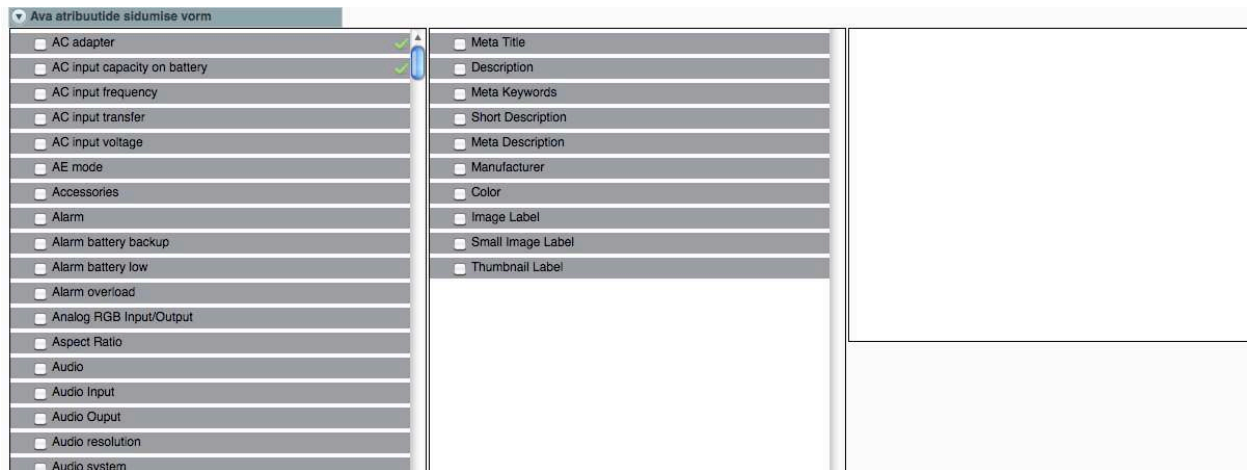 Ava atribuutide sidumise vorm
AC adapter
AC input capacity on battery
AC input frequency
AC input transfer
AC input voltage
AE mode
Accessories
Alarm
Alarm battery backup
Alarm battery low
Alarm overload
Analog RGB Input/Output
Aspect Ratio
Audio
Audio Input
Audio Ouput
Audio resolution
Audio system
Meta Title
Description
Meta Keywords
Short Description
Meta Description
Manufacturer
Color
Image Label
Small Image Label
Thumbnail Label